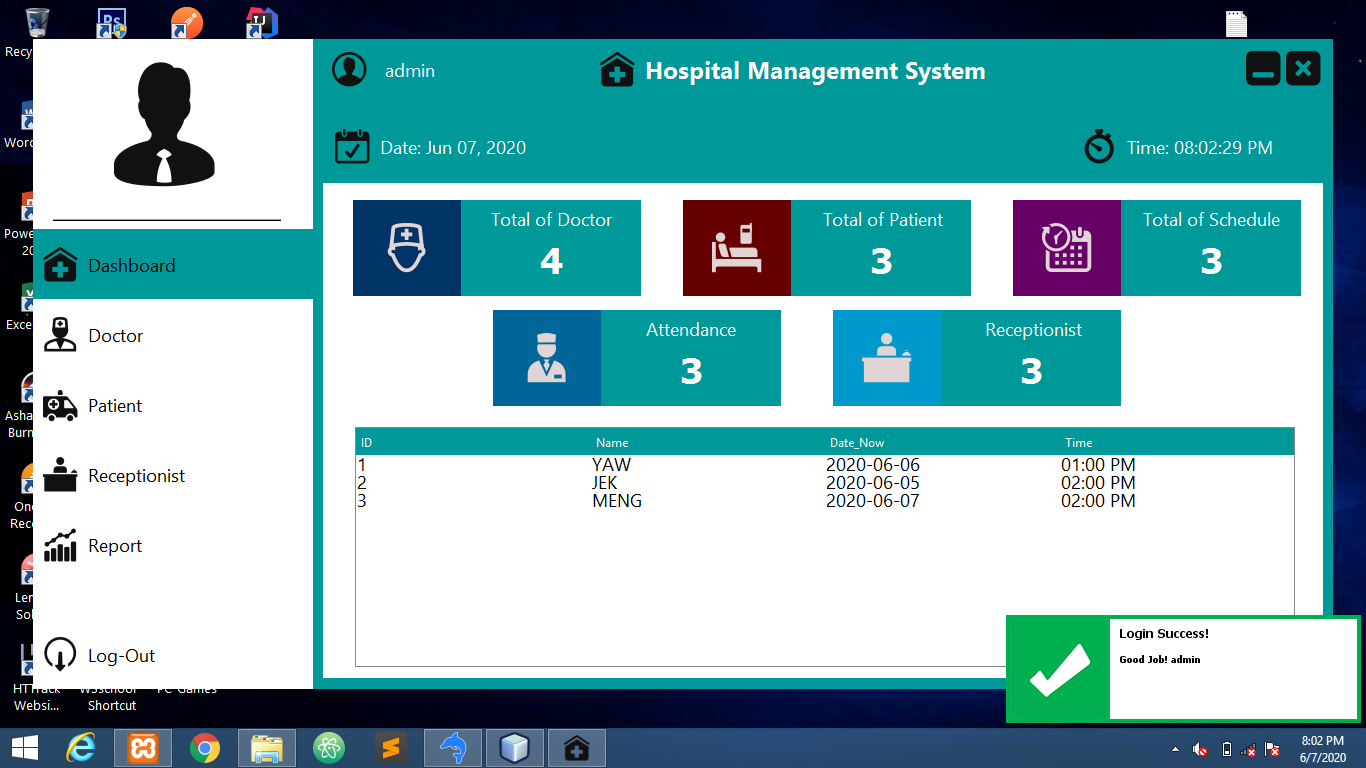 Recy
admin
Hospital Management System
Date: Jun 07, 2020
Time: 08:02:29 PM
Total of Doctor
4
Total of Patient
3
Total of Schedule
3
Attendance
3
Receptionist
3
Dashboard
Doctor
Patient
Receptionist
Report
Log-Out
ID Name Date_Now Time
1 YAW 2020-06-06 01:00 PM
2 JEK 2020-06-05 02:00 PM
3 MENG 2020-06-07 02:00 PM
Login Success!
Good Job! admin
Ps
Word
Powe
20
Exce
Asha
Burn
One
Rece
Len
So
HTTrack
Websi...
W3school
Shortcut
PC Games
8:02 PM
6/7/2020